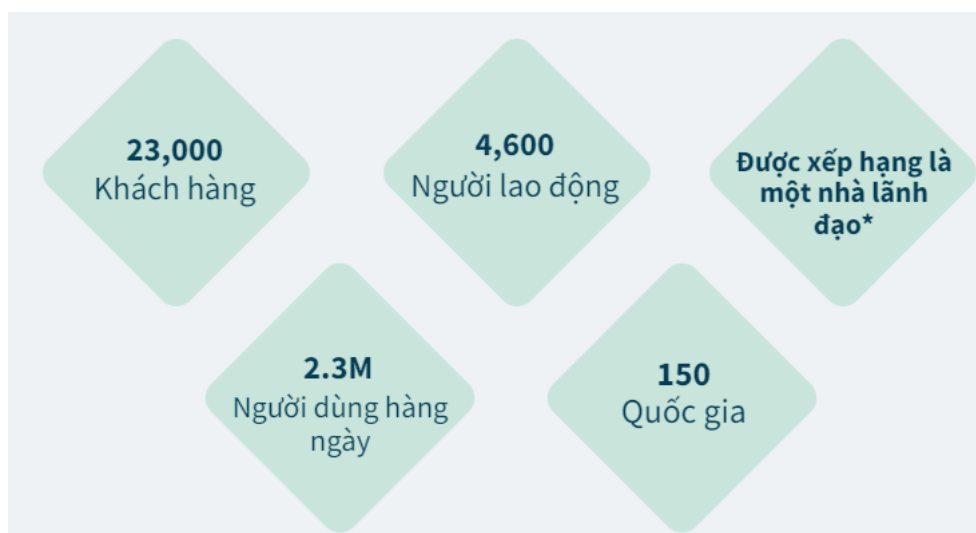 23,000
Khách hàng
4,600
Người lao động
Được xếp hạng là
một nhà lãnh
đạo*
2.3M
Người dùng hàng
ngày
150
Quốc gia